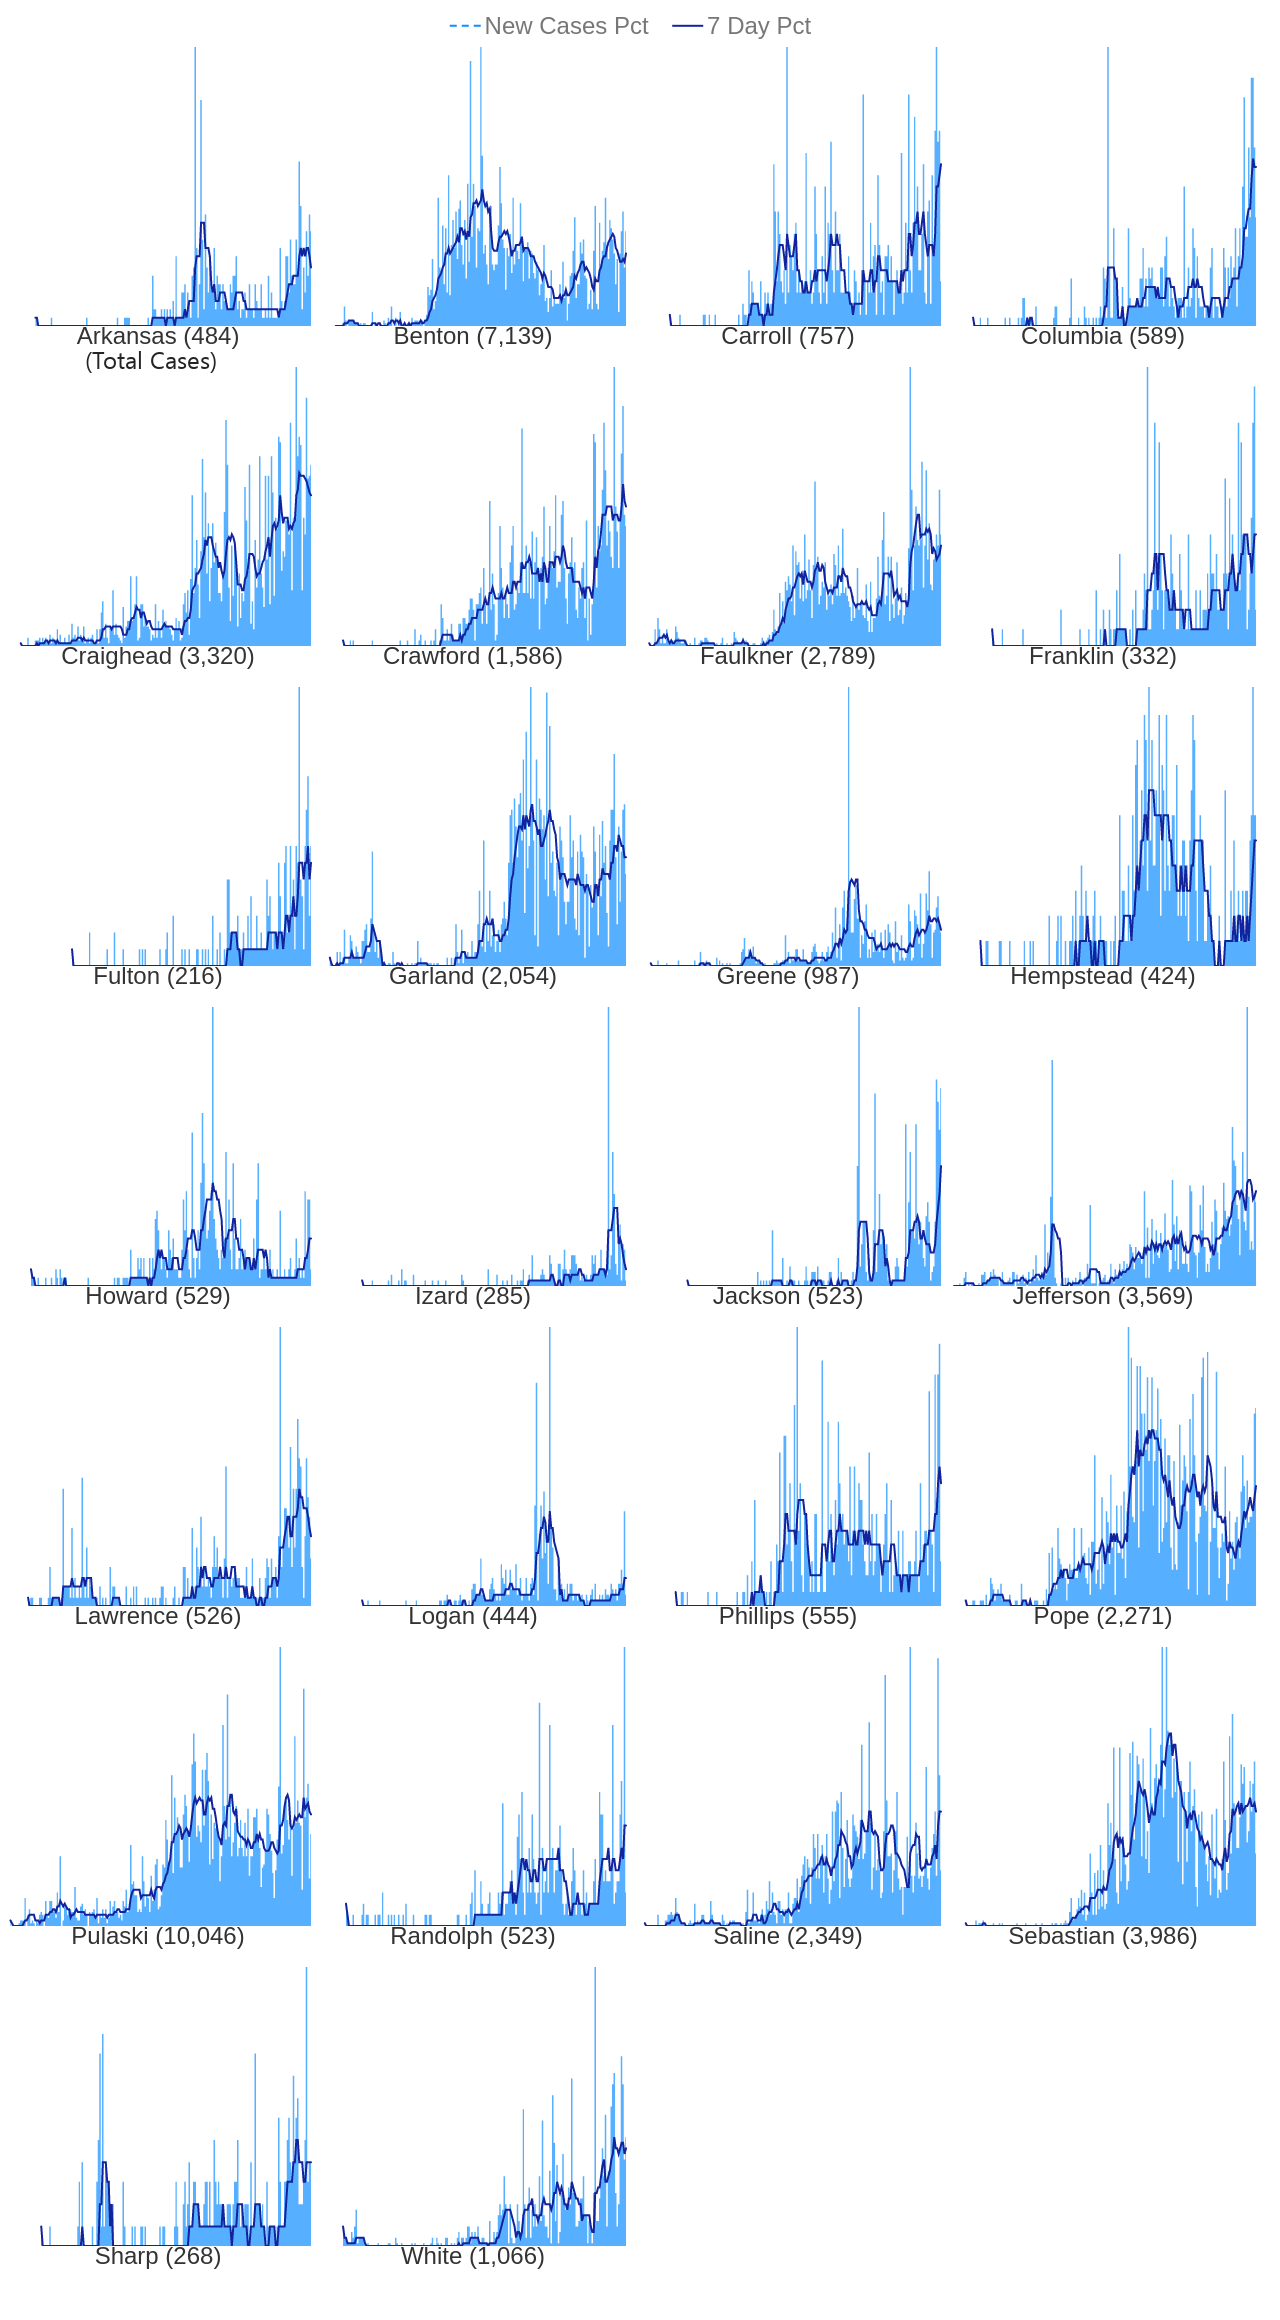 New Cases Pct 7 Day Pct
Arkansas (484) Benton (7,139) Carroll (757) Columbia (589)
(Total Cases)
Craighead (3,320) Crawford (1,586) Faulkner (2,789) Franklin (332)
Fulton (216) Garland (2,054) Greene (987) Hempstead (424)
Howard (529) Izard (285) Jackson (523) Jefferson (3,569)
Lawrence (526) Logan (444) Phillips (555) Pope (2,271)
Pulaski (10,046) Randolph (523) Saline (2,349) Sebastian (3,986)
Sharp (268) White (1,066)